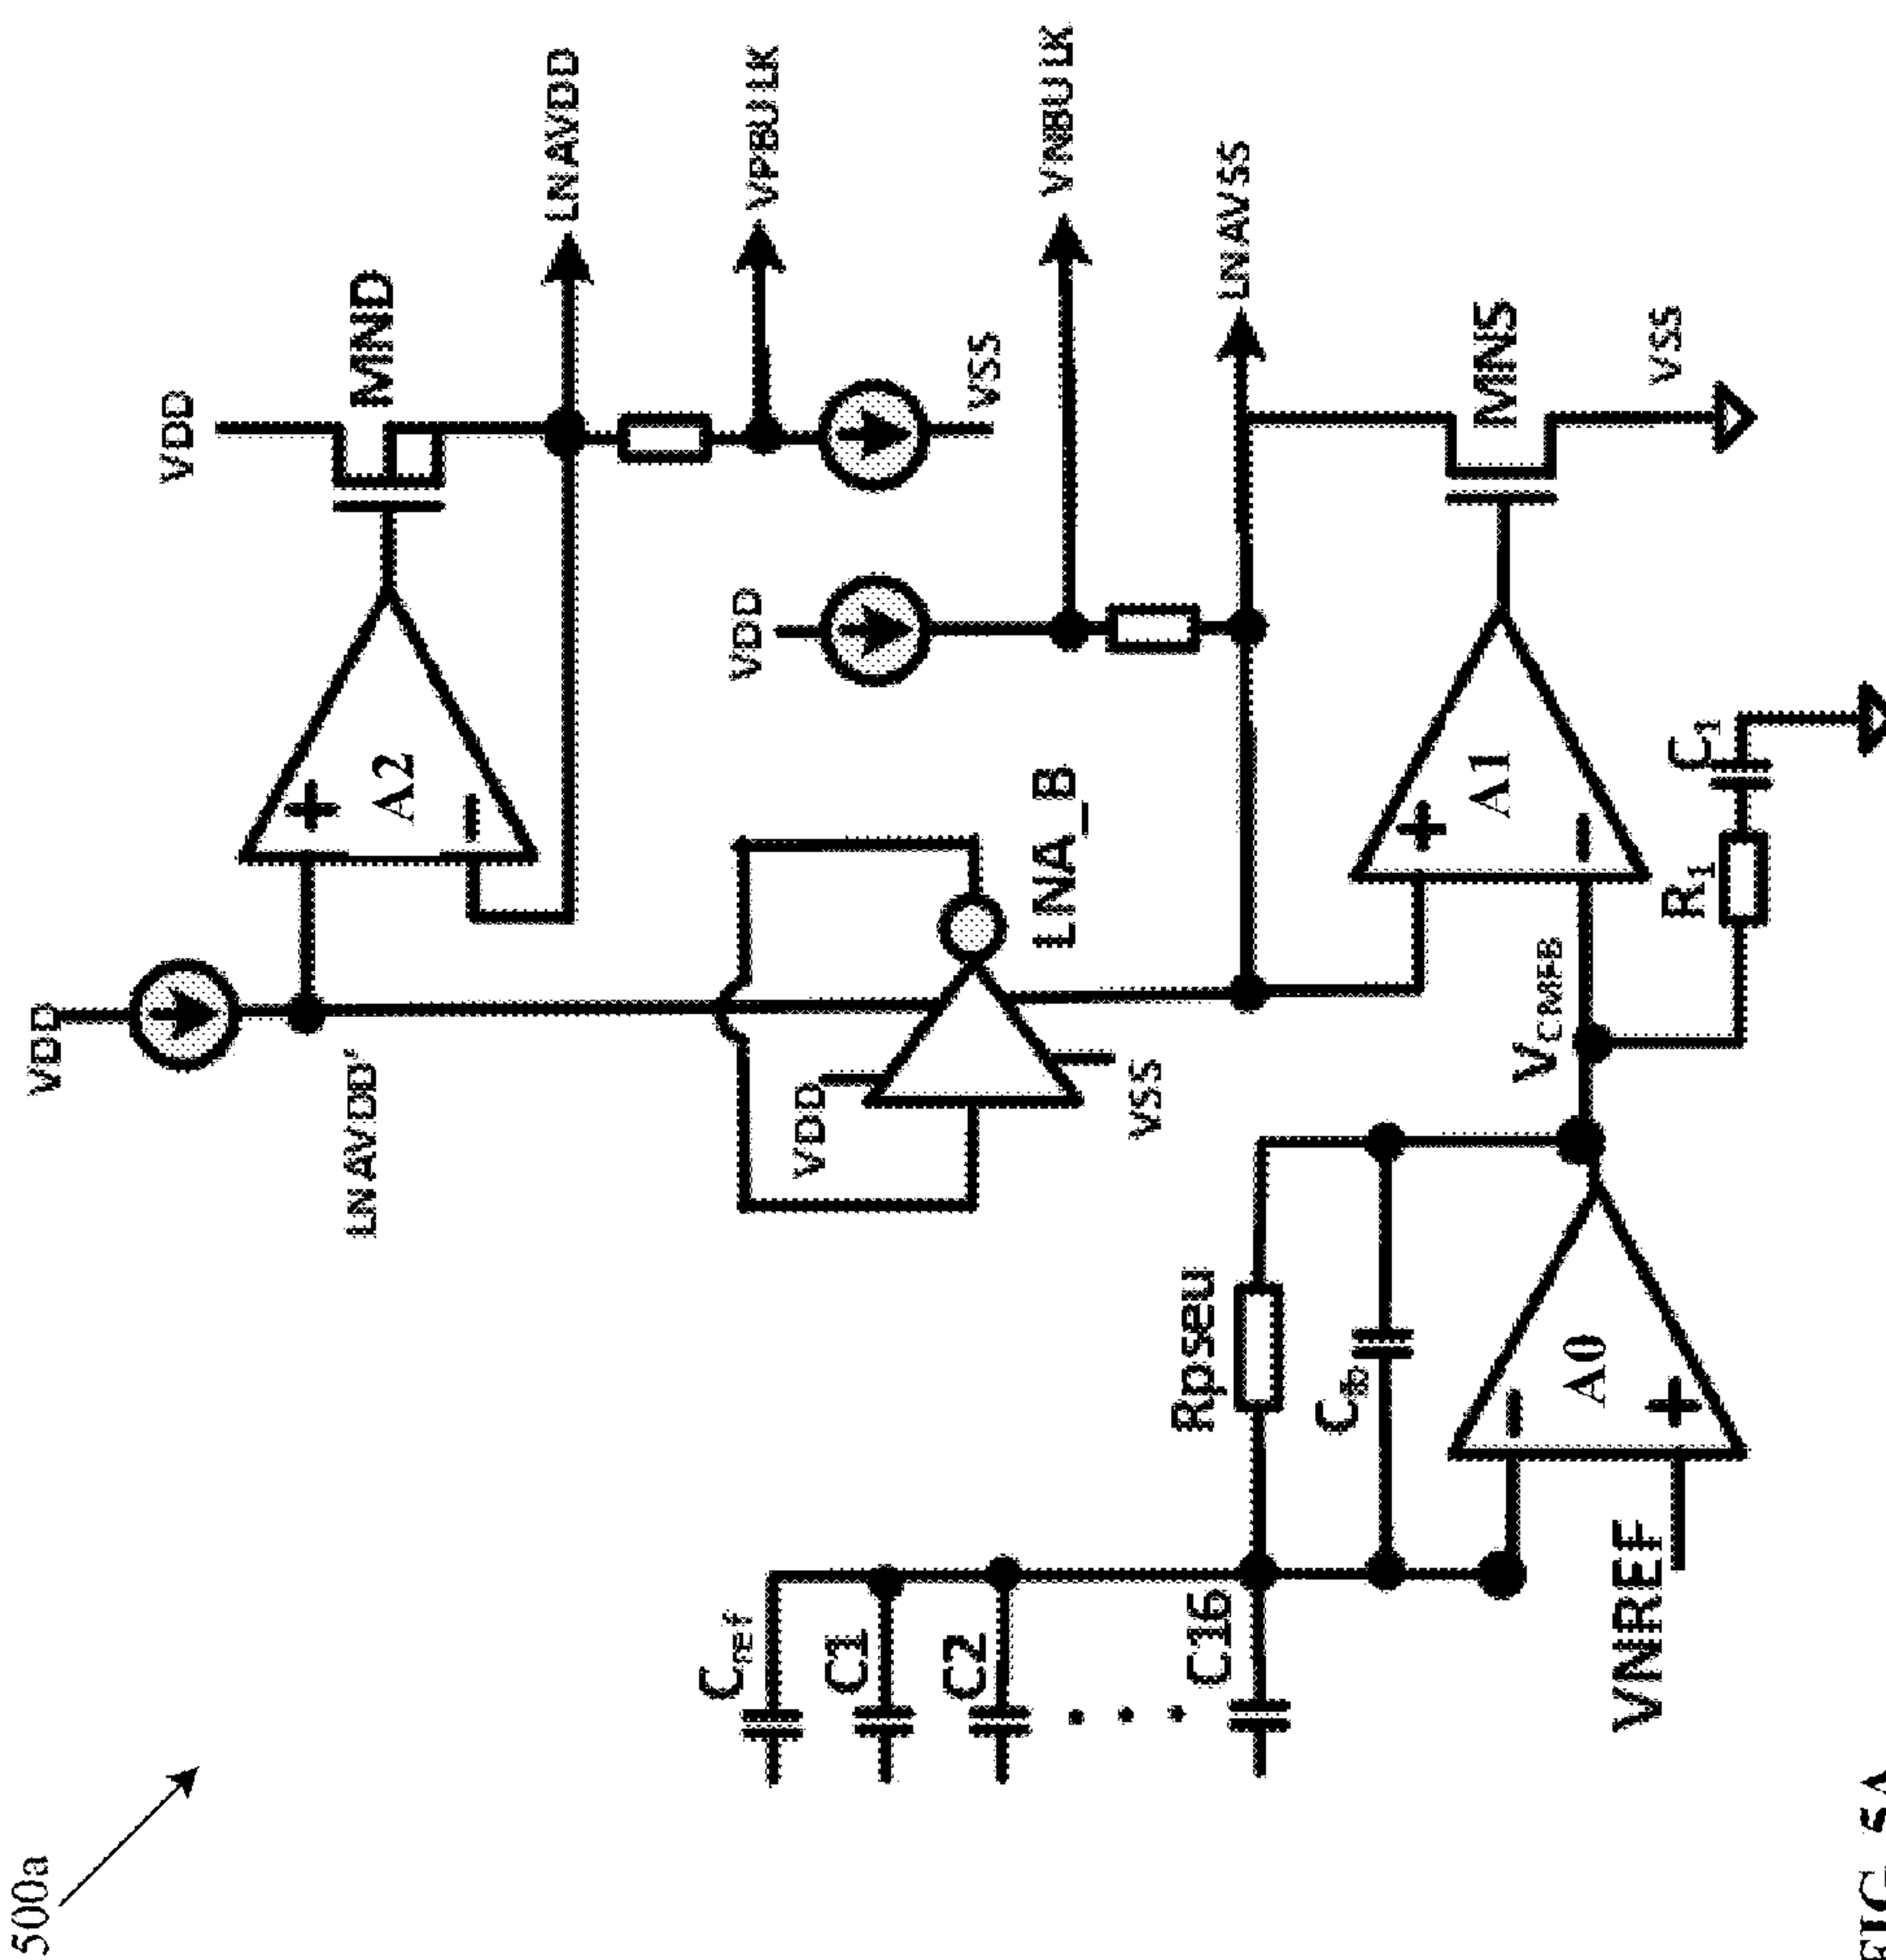 500a
VDD
LNAVDD'
A2
+
−
VDD
MND
LNAVDD
VPBULK
VSS
VDD
VNBULK
LNAVSS
VDD
VSS
LNA_B
Cref
C1
C2
. . .
C16
Rpseu
Cfb
A0
−
+
VNREF
VCMFB
A1
+
−
R1
C1
MNS
VSS
FIG. 5A